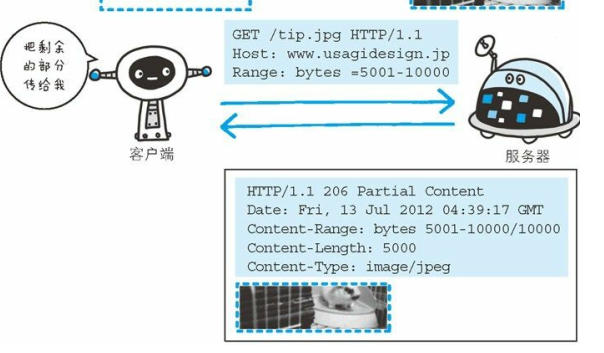 把剩余
的部分
传给我
GET /tip.jpg HTTP/1.1
Host: www.usagidesign.jp
Range: bytes =5001-10000
客户端
服务器
HTTP/1.1 206 Partial Content
Date: Fri, 13 Jul 2012 04:39:17 GMT
Content-Range: bytes 5001-10000/10000
Content-Length: 5000
Content-Type: image/jpeg